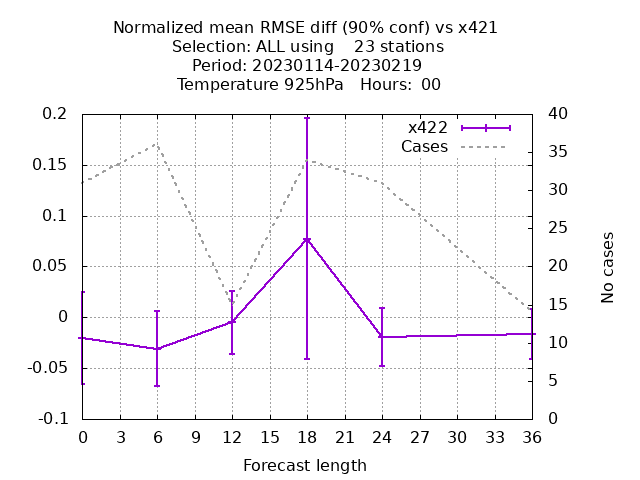 Normalized mean RMSE diff (90% conf) vs x421
Selection: ALL using    23 stations
Period: 20230114-20230219
Temperature 925hPa   Hours:  00
x422
Cases
0.2
0.15
0.1
0.05
0
-0.05
-0.1
40
35
30
25
20
15
10
5
0
No cases
0 3 6 9 12 15 18 21 24 27 30 33 36
Forecast length